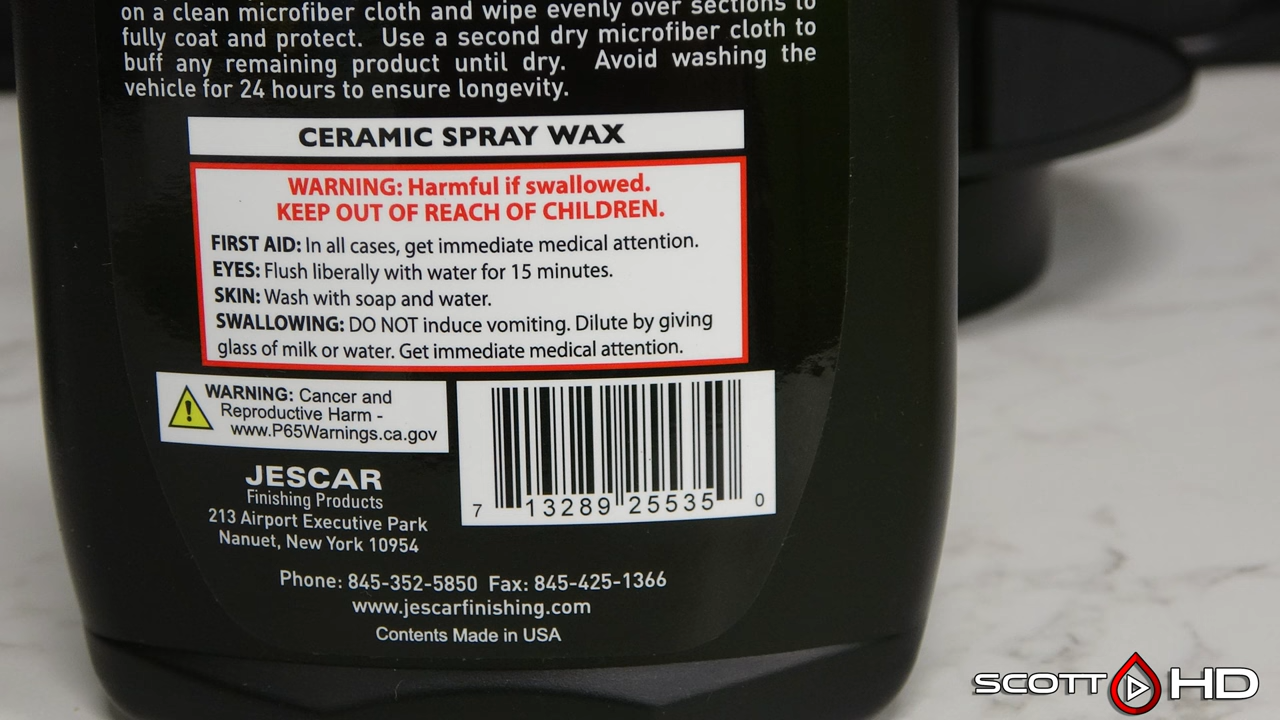 on a clean microfiber cloth and wipe evenly over sections to
fully coat and protect. Use a second dry microfiber cloth to
buff any remaining product until dry. Avoid washing the
vehicle for 24 hours to ensure longevity.
CERAMIC SPRAY WAX
WARNING: Harmful if swallowed.
KEEP OUT OF REACH OF CHILDREN.
FIRST AID: In all cases, get immediate medical attention.
EYES: Flush liberally with water for 15 minutes.
SKIN: Wash with soap and water.
SWALLOWING: DO NOT induce vomiting. Dilute by giving
glass of milk or water. Get immediate medical attention.
WARNING: Cancer and
Reproductive Harm -
www.P65Warnings.ca.gov
7 13289 25535 0
JESCAR
Finishing Products
213 Airport Executive Park
Nanuet, New York 10954
Phone: 845-352-5850 Fax: 845-425-1366
www.jescarfinishing.com
Contents Made in USA
SCOTT HD